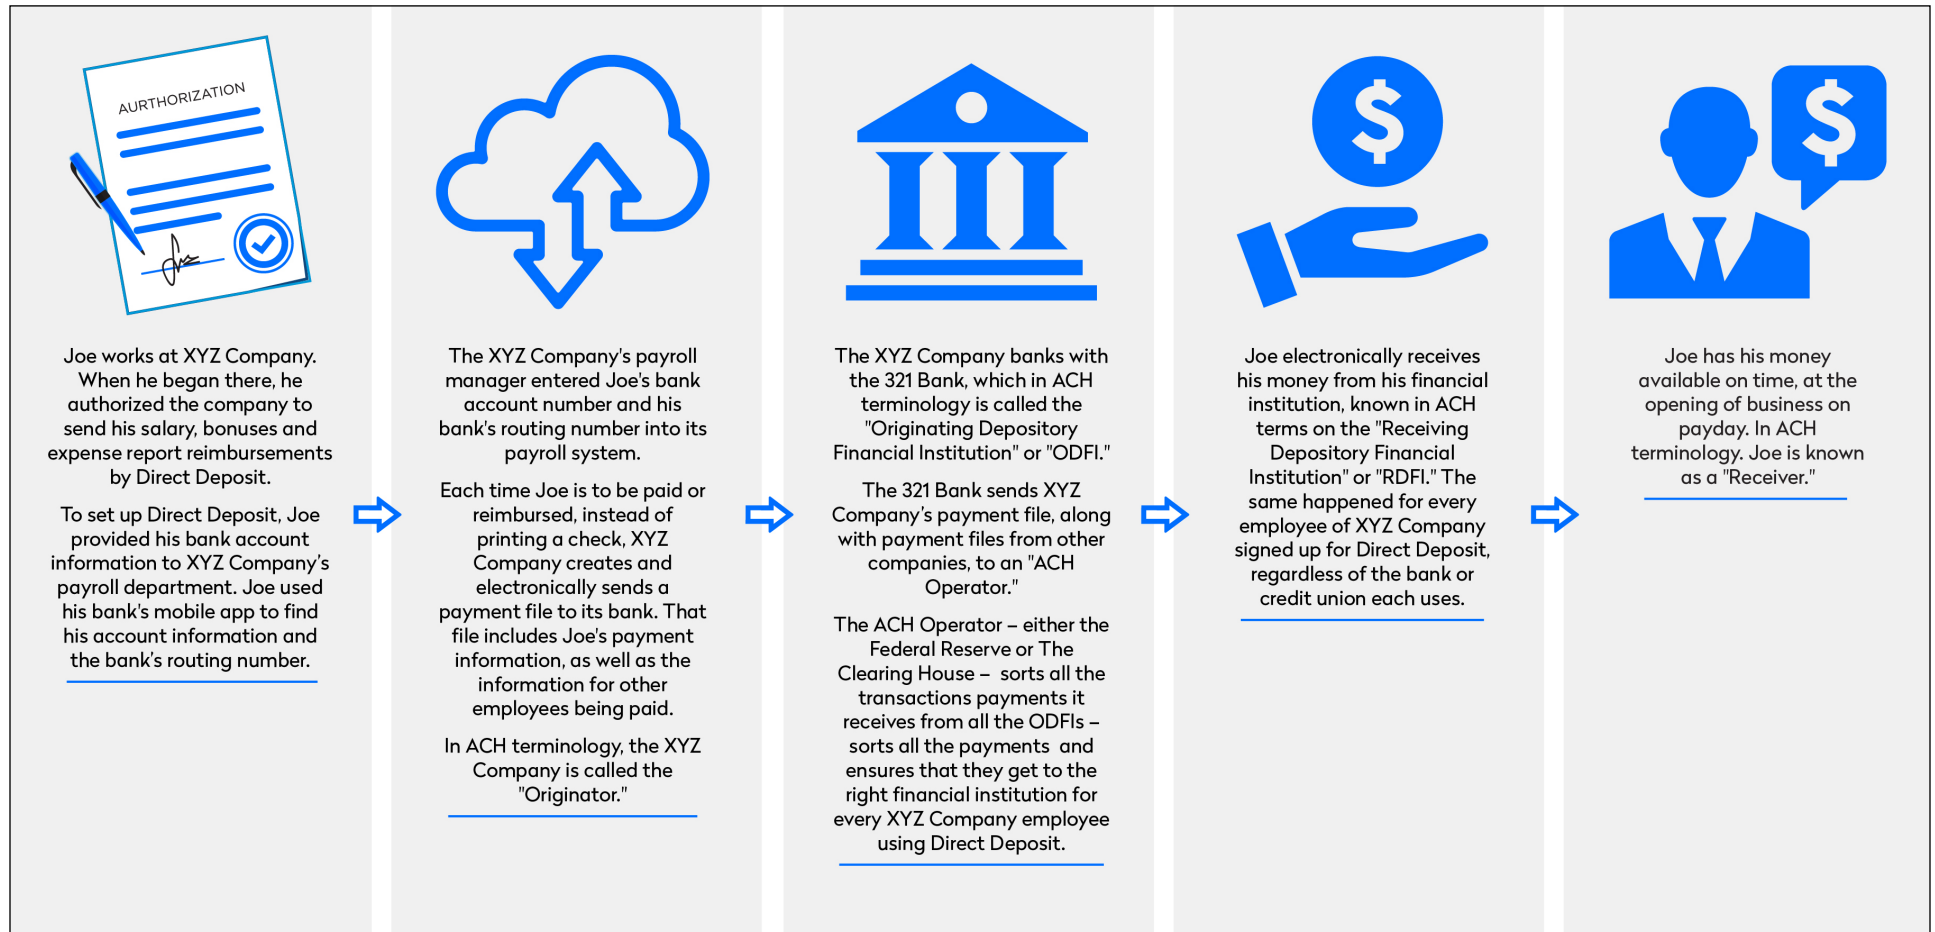 AURTHORIZATION
Joe works at XYZ Company.
When he began there, he
authorized the company to
send his salary, bonuses and
expense report reimbursements
by Direct Deposit.
To set up Direct Deposit, Joe
provided his bank account
information to XYZ Company’s
payroll department. Joe used
his bank's mobile app to find
his account information and
the bank’s routing number.
The XYZ Company's payroll
manager entered Joe's bank
account number and his
bank's routing number into its
payroll system.
Each time Joe is to be paid or
reimbursed, instead of
printing a check, XYZ
Company creates and
electronically sends a
payment file to its bank. That
file includes Joe's payment
information, as well as the
information for other
employees being paid.
In ACH terminology, the XYZ
Company is called the
"Originator."
The XYZ Company banks with
the 321 Bank, which in ACH
terminology is called the
"Originating Depository
Financial Institution" or "ODFI."
The 321 Bank sends XYZ
Company’s payment file, along
with payment files from other
companies, to an "ACH
Operator."
The ACH Operator – either the
Federal Reserve or The
Clearing House – sorts all the
transactions payments it
receives from all the ODFIs –
sorts all the payments and
ensures that they get to the
right financial institution for
every XYZ Company employee
using Direct Deposit.
Joe electronically receives
his money from his financial
institution, known in ACH
terms on the "Receiving
Depository Financial
Institution" or "RDFI." The
same happened for every
employee of XYZ Company
signed up for Direct Deposit,
regardless of the bank or
credit union each uses.
Joe has his money
available on time, at the
opening of business on
payday. In ACH
terminology. Joe is known
as a "Receiver."